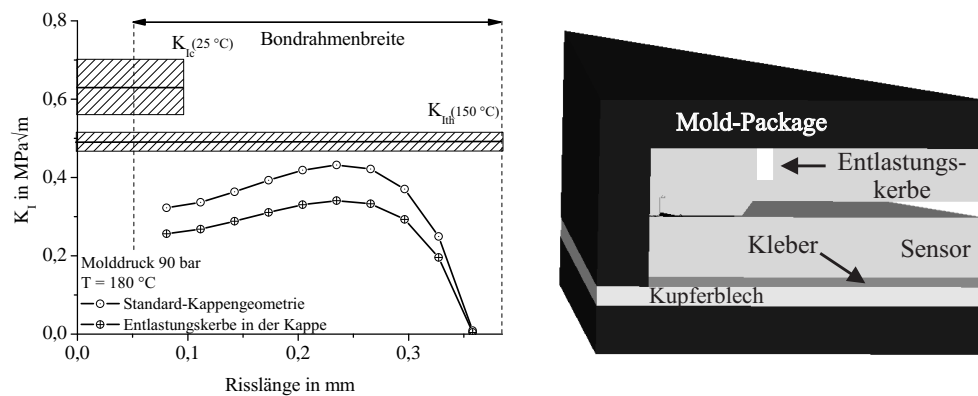 0,8
0,6
0,4
0,2
0,0
K_I in MPa√m
Bondrahmenbreite
K_Ic (25 °C)
K_Ith (150 °C)
Molddruck 90 bar
T = 180 °C
Standard-Kappengeometrie
Entlastungskerbe in der Kappe
0,0 0,1 0,2 0,3
Risslänge in mm
Mold-Package
Entlastungs-
kerbe
Kleber
Sensor
Kupferblech